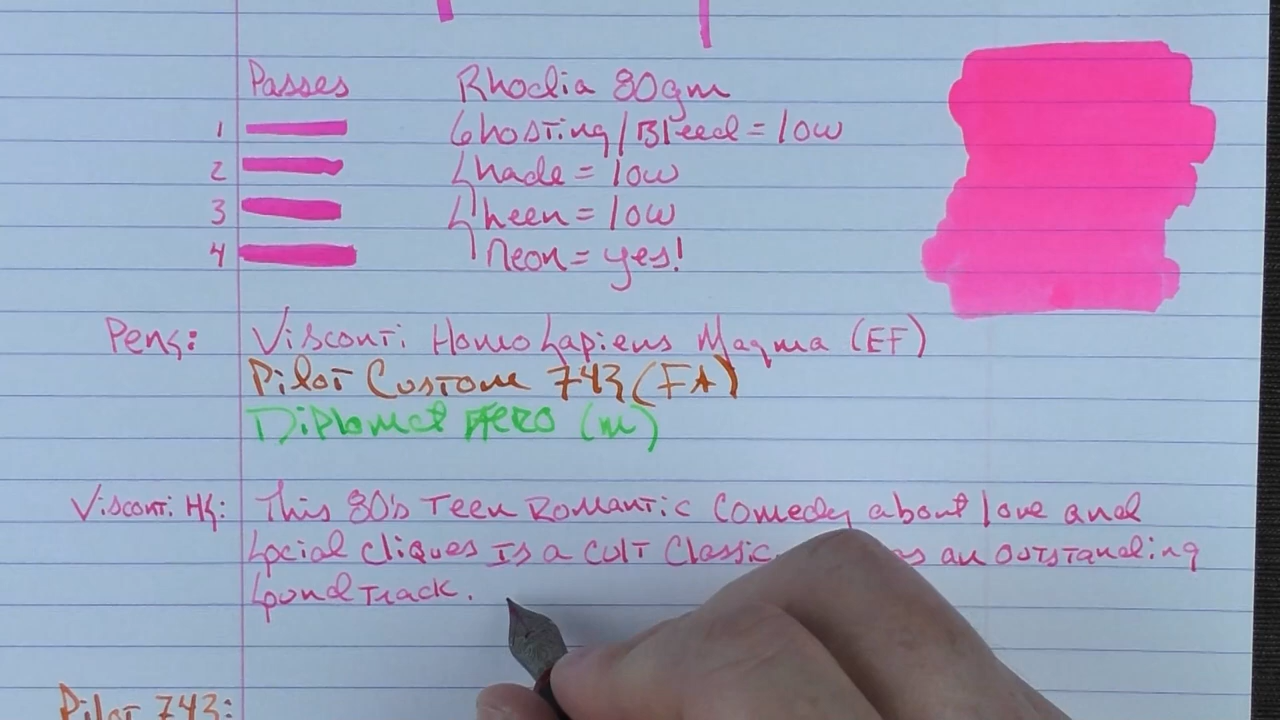 Passes
Rhodia 80gm
1
Ghosting/Bleed = low
2
Shade = low
3
Sheen = low
4
Neon = yes!
Pens: Visconti Homo Sapiens Magma (EF)
Pilot Custom 743 (FA)
Diplomat Aero (m)
Visconti HS: This 80's Teen Romantic Comedy about love and
Social cliques Is a cult Classic as an outstanding
Soundtrack.
Pilot 743: